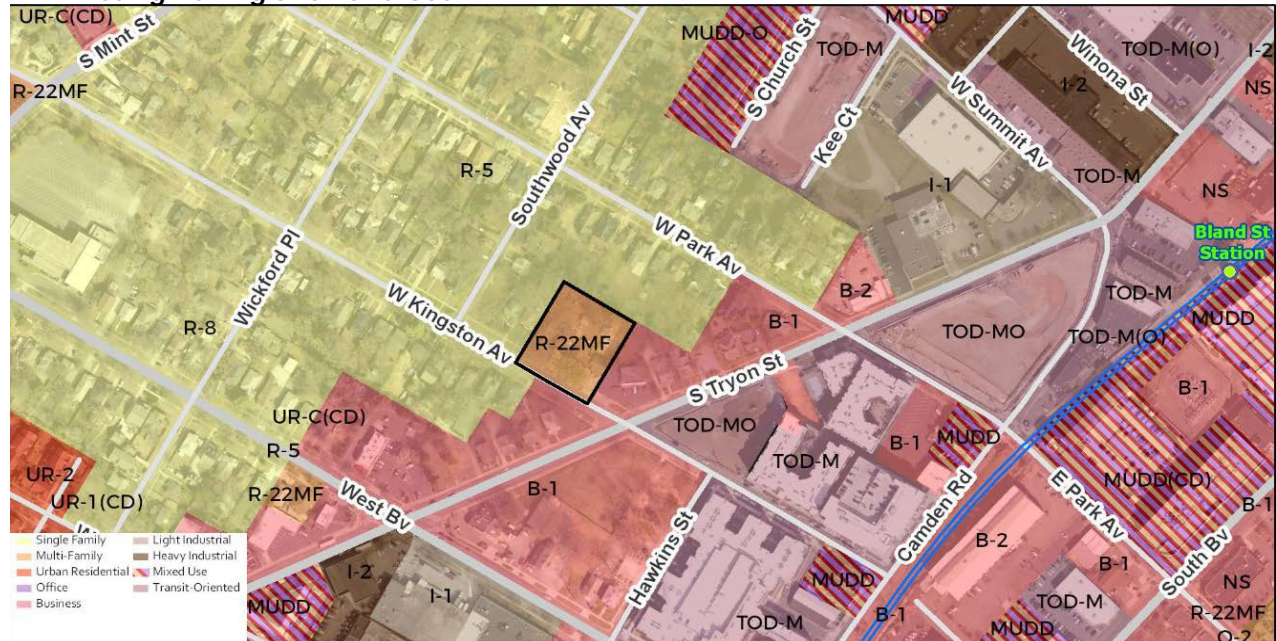 UR-C(CD)
S Mint St
R-22MF
MUDD-O
S Church St
TOD-M
MUDD
TOD-M(O)
Winona St
I-2
I-2
NS
W Summit Av
Kee Ct
Southwood Av
R-5
I-1
TOD-M
NS
Bland St
Station
W Park Av
Wickford Pl
W Kingston Av
R-8
R-22MF
B-2
B-1
TOD-MO
TOD-M
TOD-M(O)
MUDD
B-1
S Tryon St
UR-C(CD)
TOD-MO
TOD-M
B-1
MUDD
R-5
UR-2
UR-1(CD)
R-22MF
West Bv
B-1
Hawkins St
Camden Rd
E Park Av
MUDD(CD)
B-1
South Bv
B-2
B-1
NS
I-2
I-1
MUDD
MUDD
B-1
TOD-M
MUDD
R-22MF
O-2
Single Family
Multi-Family
Urban Residential
Office
Business
Light Industrial
Heavy Industrial
Mixed Use
Transit-Oriented